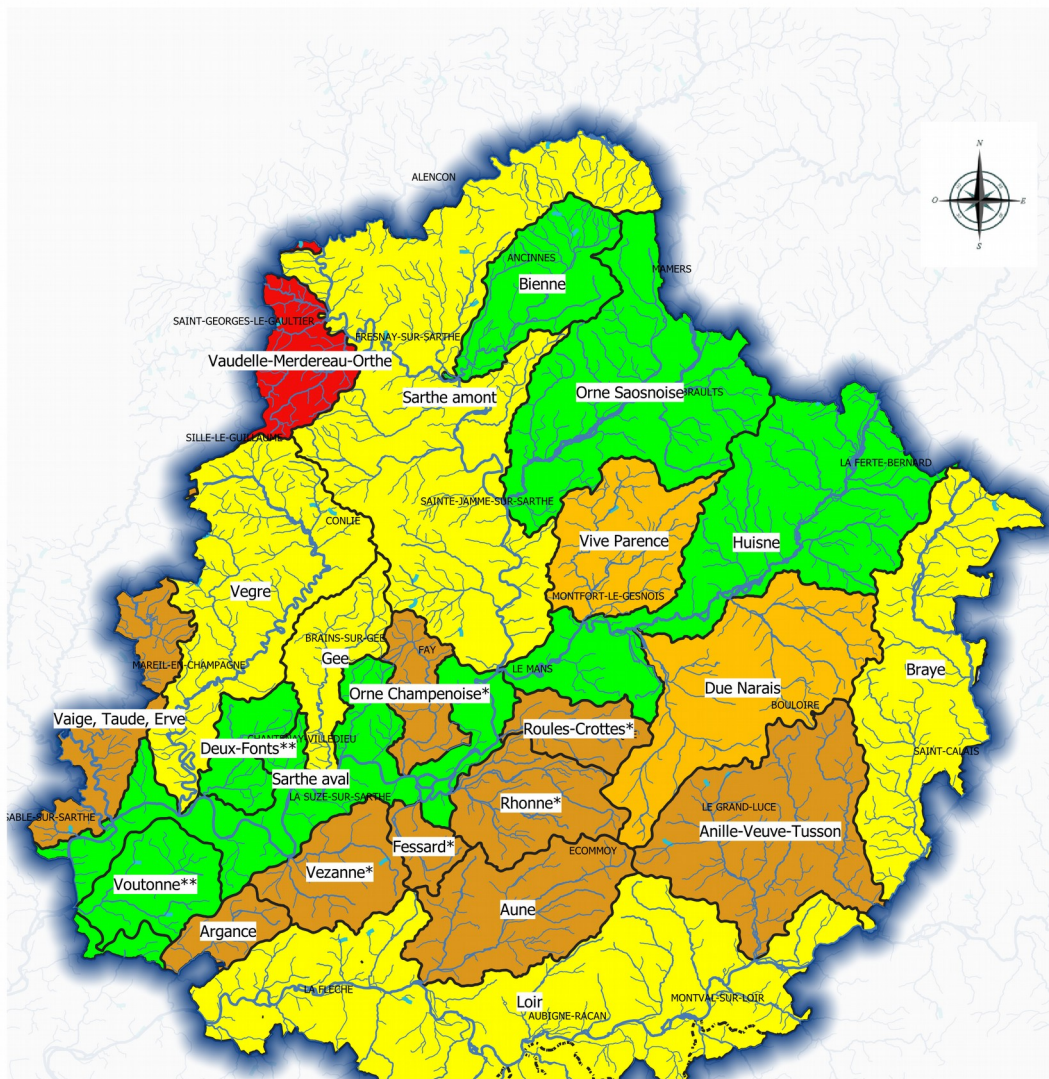 N
ALENCON
O
E
S
ANCINNES
MAMERS
Bienne
SAINT-GEORGES-LE-GAULTIER
FRESNAY-SUR-SARTHE
Vaudelle-Merdereau-Orthe
Sarthe amont
Orne Saosnoise
SILLE-LE-GUILLAUME
LA FERTE-BERNARD
SAINTE-JAMME-SUR-SARTHE
CONLIE
Vive Parence
Huisne
Vegre
MONTFORT-LE-GESNOIS
BRAINS-SUR-GEE
FAY
Gee
MAREIL-EN-CHAMPAGNE
LE MANS
Braye
Orne Champenoise*
Due Narais
BOULOIRE
Vaige, Taude, Erve
Roules-Crottes*
Deux-Fonts**
SAINT-CALAIS
Sarthe aval
LA SUZE-SUR-SARTHE
Rhonne*
LE GRAND-LUCE
SABLE-SUR-SARTHE
Anille-Veuve-Tusson
Fessard*
ECOMMOY
Vezanne*
Voutonne**
Aune
Argance
LA FLECHE
Loir
MONTVAL-SUR-LOIR
AUBIGNE-RACAN